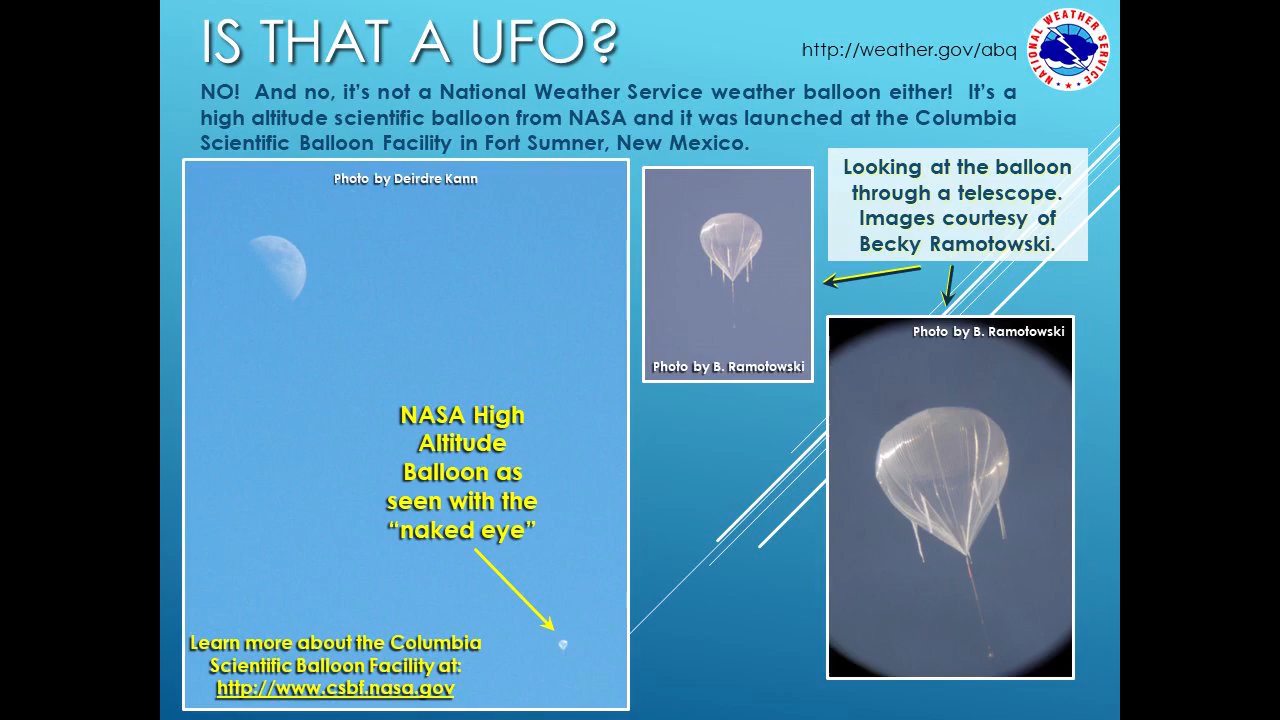 IS THAT A UFO?
http://weather.gov/abq
NATIONAL WEATHER SERVICE
NO!  And no, it’s not a National Weather Service weather balloon either!  It’s a
high altitude scientific balloon from NASA and it was launched at the Columbia
Scientific Balloon Facility in Fort Sumner, New Mexico.
Photo by Deirdre Kann
Looking at the balloon
through a telescope.
Images courtesy of
Becky Ramotowski.
Photo by B. Ramotowski
Photo by B. Ramotowski
NASA High
Altitude
Balloon as
seen with the
“naked eye”
Learn more about the Columbia
Scientific Balloon Facility at:
http://www.csbf.nasa.gov